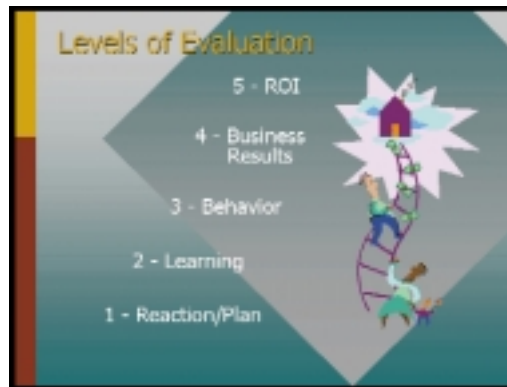 Levels of Evaluation
5 - ROI
4 - Business
Results
3 - Behavior
2 - Learning
1 - Reaction/Plan